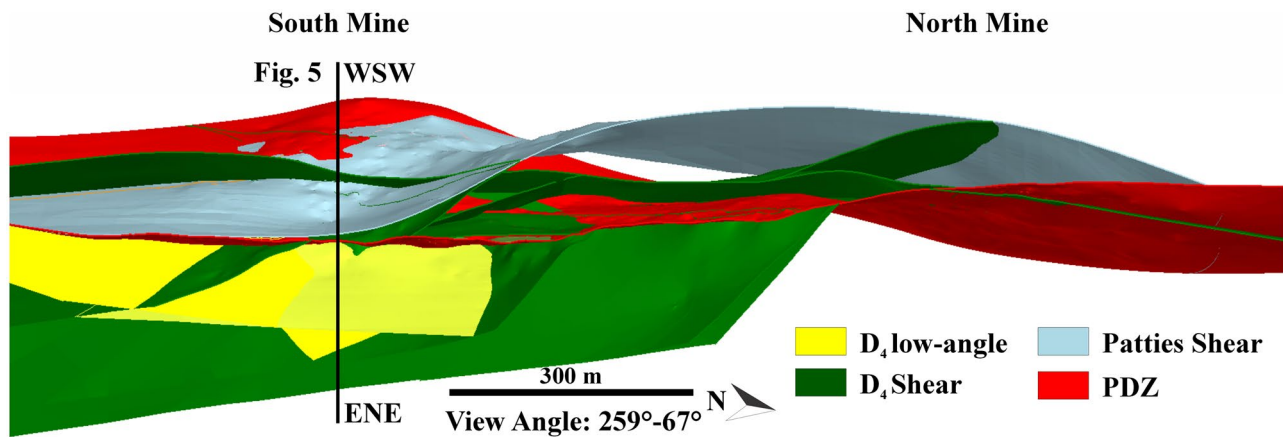 South Mine
North Mine
Fig. 5 WSW
D₄ low-angle
Patties Shear
D₄ Shear
PDZ
300 m
N
ENE
View Angle: 259°-67°